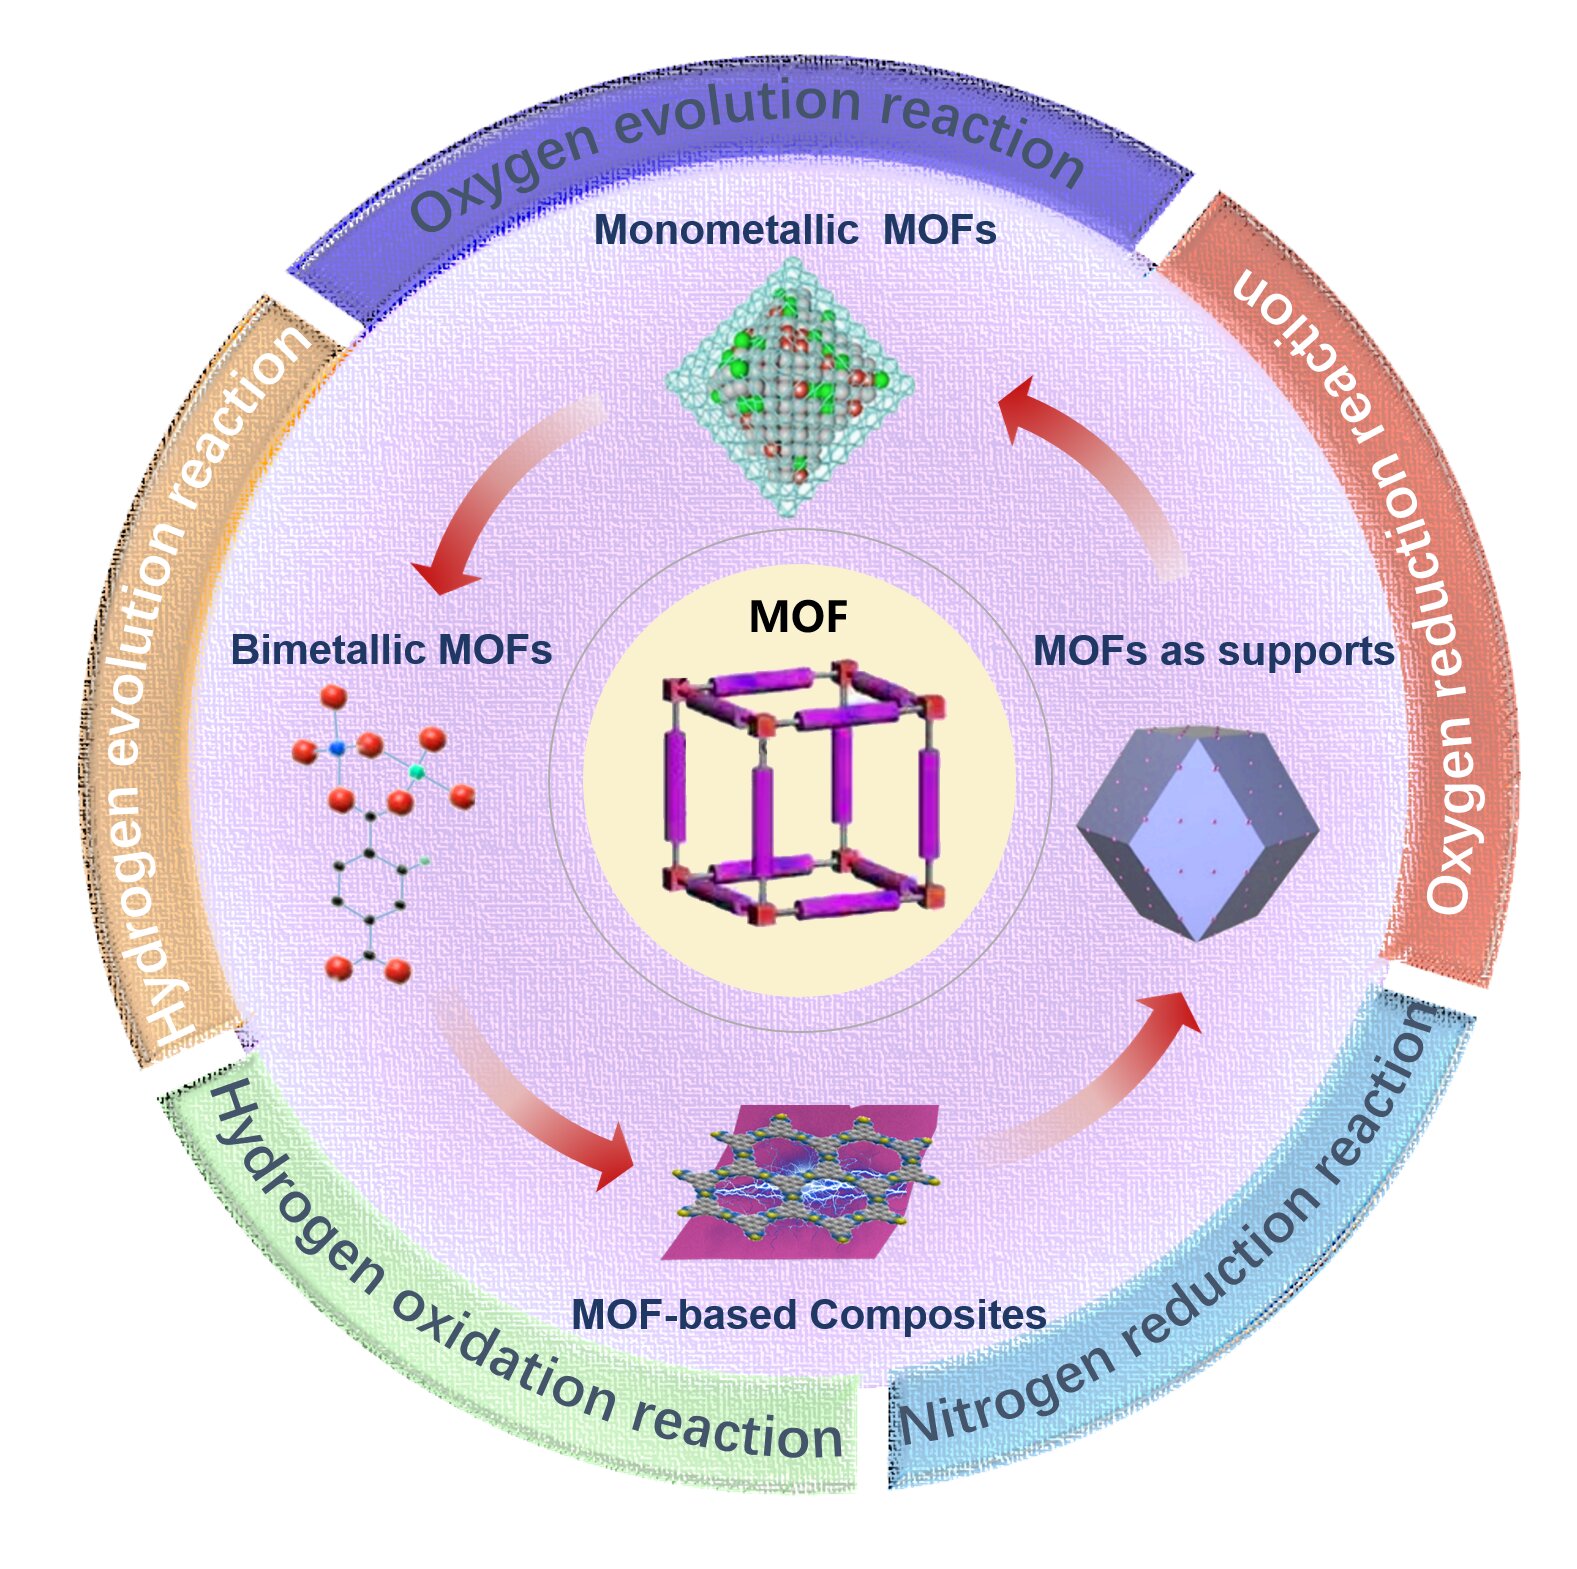 Oxygen evolution reaction
Oxygen reduction reaction
Nitrogen reduction reaction
Hydrogen oxidation reaction
Hydrogen evolution reaction
Monometallic MOFs
Bimetallic MOFs
MOF
MOFs as supports
MOF-based Composites